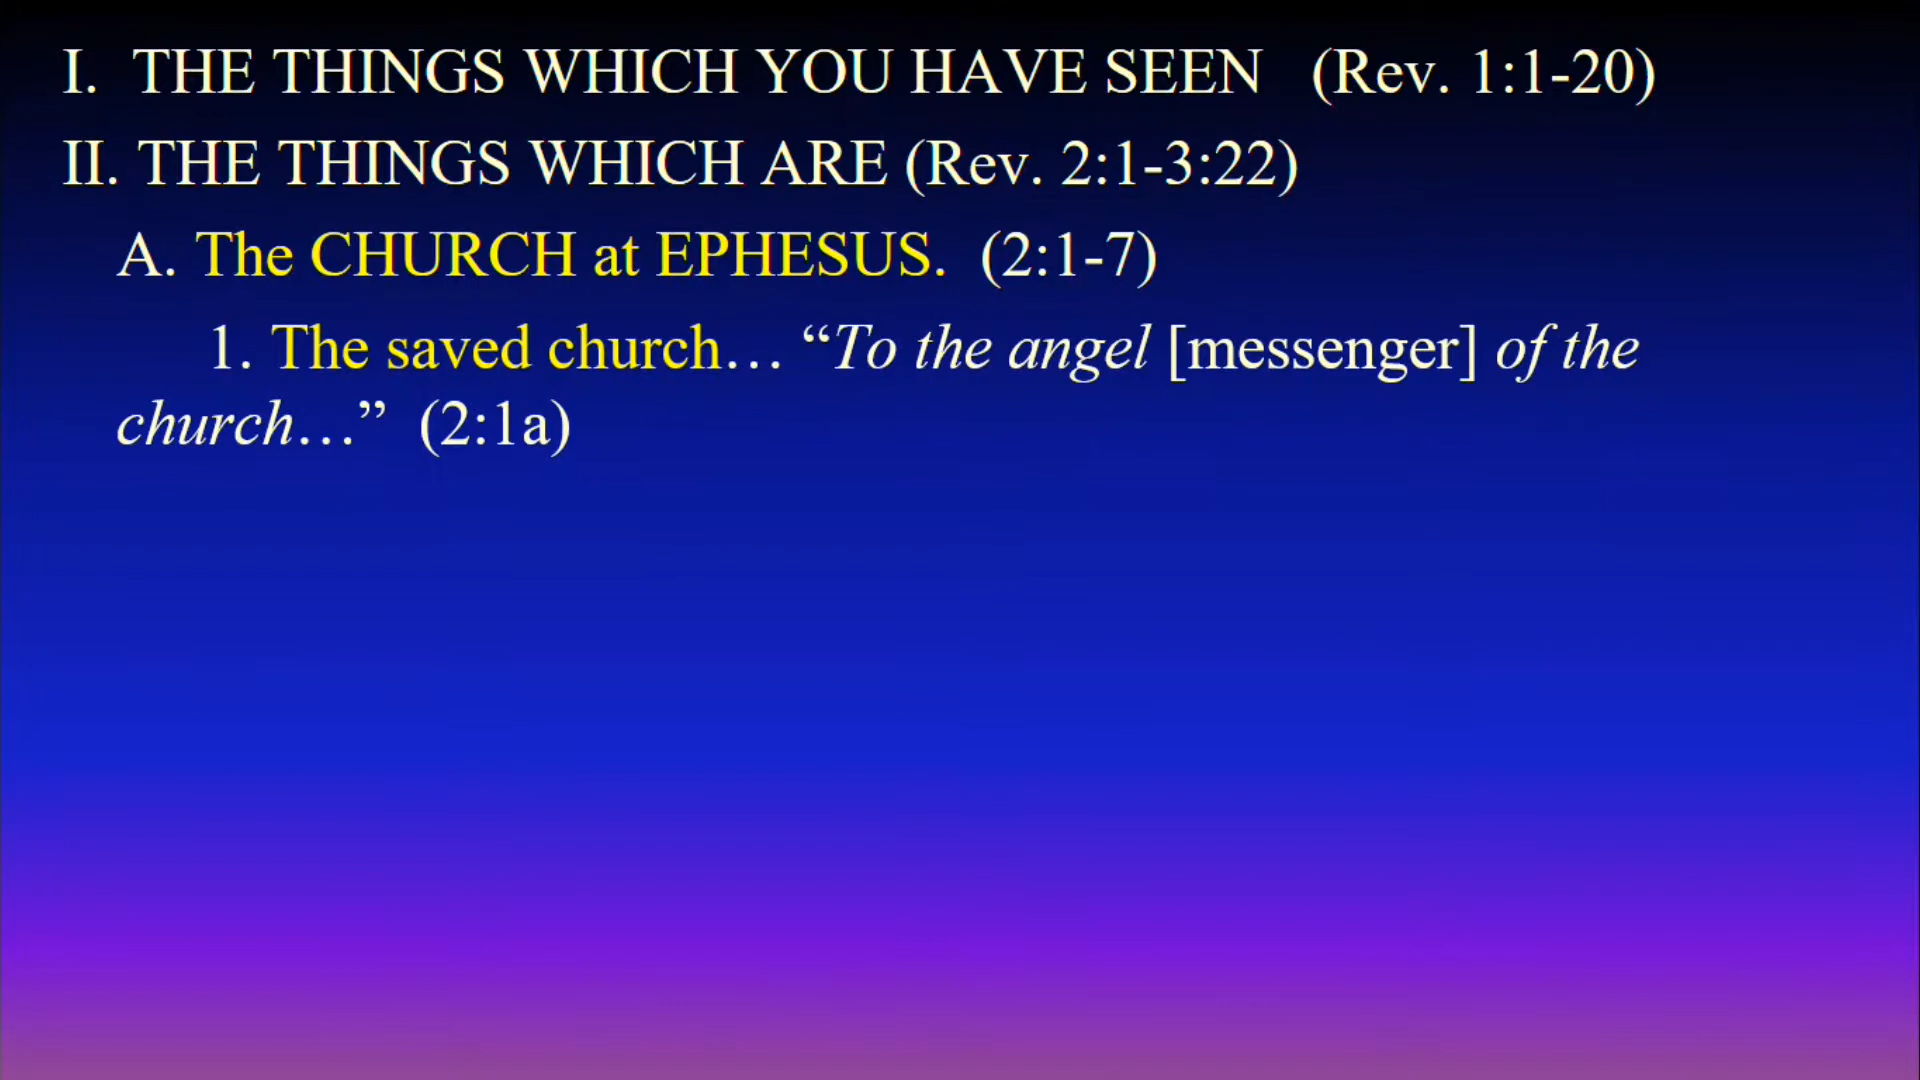 I. THE THINGS WHICH YOU HAVE SEEN (Rev. 1:1-20)
II. THE THINGS WHICH ARE (Rev. 2:1-3:22)
A. The CHURCH at EPHESUS. (2:1-7)
1. The saved church… “To the angel [messenger] of the
church…” (2:1a)